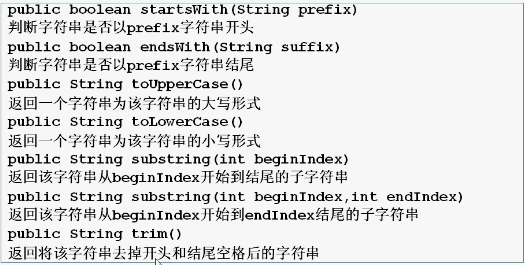 public boolean startsWith(String prefix)
判断字符串是否以prefix字符串开头
public boolean endsWith(String suffix)
判断字符串是否以prefix字符串结尾
public String toUpperCase()
返回一个字符串为该字符串的大写形式
public String toLowerCase()
返回一个字符串为该字符串的小写形式
public String substring(int beginIndex)
返回该字符串从beginIndex开始到结尾的子字符串
public String substring(int beginIndex,int endIndex)
返回该字符串从beginIndex开始到endIndex结尾的子字符串
public String trim()
返回将该字符串去掉开头和结尾空格后的字符串